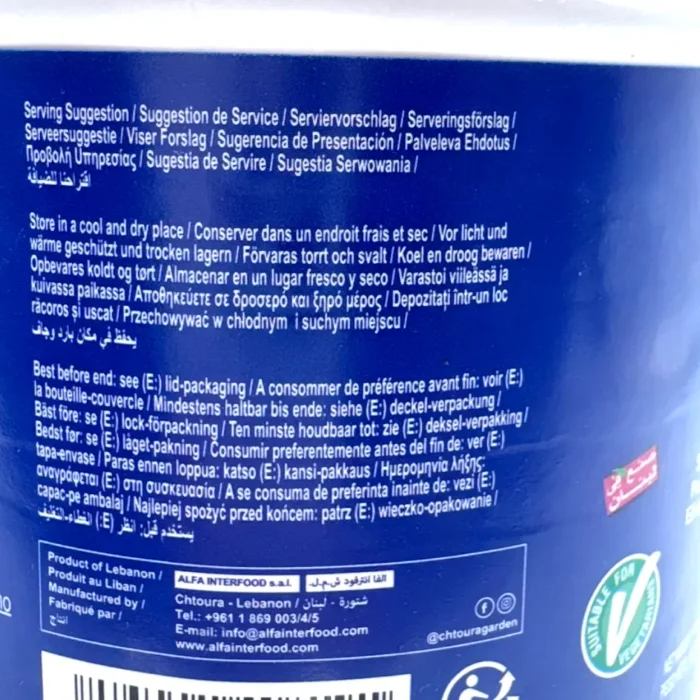 Serving Suggestion / Suggestion de Service / Serviervorschlag / Serveringsförslag /
Serveersuggestie / Viser Forslag / Sugerencia de Presentación / Palveleva Ehdotus /
Προβολή Υπηρεσίας / Sugestia de Servire / Sugestia Serwowania /
اقتراحنا للضيافة
Store in a cool and dry place / Conserver dans un endroit frais et sec / Vor licht und
wärme geschützt und trocken lagern / Förvaras torrt och svalt / Koel en droog bewaren /
Opbevares koldt og tørt / Almacenar en un lugar fresco y seco / Varastoi viileässä ja
kuivassa paikassa / Αποθηκεύετε σε δροσερό και ξηρό μέρος / Depozitați într-un loc
răcoros și uscat / Przechowywać w chłodnym i suchym miejscu /
يحفظ في مكان بارد وجاف
Best before end: see (E:) lid-packaging / A consommer de préférence avant fin: voir (E:)
la bouteille-couvercle / Mindestens haltbar bis ende: siehe (E:) deckel-verpackung /
Bäst före: se (E:) lock-förpackning / Ten minste houdbaar tot: zie (E:) deksel-verpakking /
Bedst før: se (E:) låget-pakning / Consumir preferentemente antes del fin de: ver (E:)
tapa-envase / Paras ennen loppua: katso (E:) kansi-pakkaus / Ημερομηνία λήξης:
αναγράφεται (E:) στη συσκευασία / A se consuma de preferinta inainte de: vezi (E:)
capac-pe ambalaj / Najlepiej spożyć przed końcem: patrz (E:) wieczko-opakowanie /
يستخدم قبل: انظر (E:) الغطاء-التغليف
Product of Lebanon /
Produit au Liban /
Manufactured by /
Fabriqué par /
انتاج
ALFA INTERFOOD s.a.l. الفا انترفود ش.م.ل.
Chtoura - Lebanon / شتورة - لبنان
Tel.: +961 1 869 003/4/5
E-mail: info@alfainterfood.com
www.alfainterfood.com
@chtouragarden
صنع في
لبنان
SUITABLE FOR
VEGETARIANS